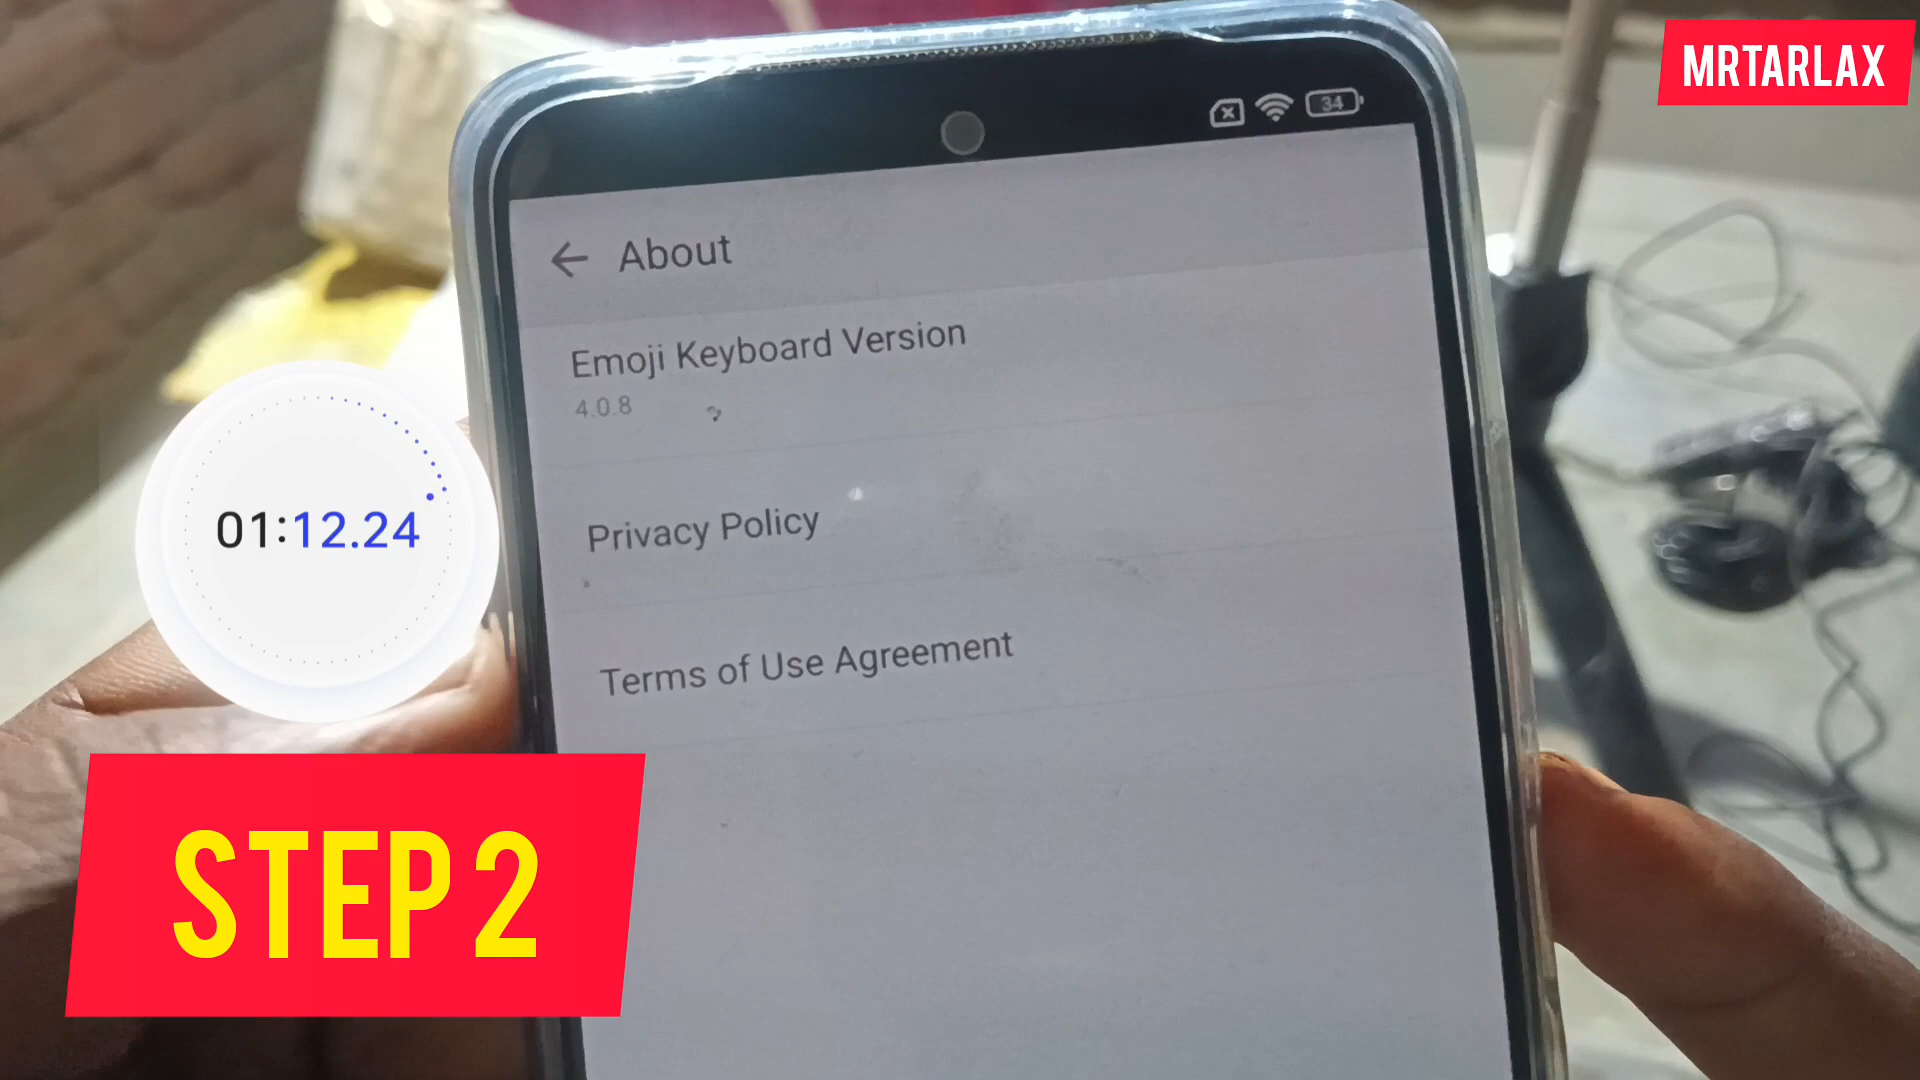 MRTARLAX
34
About
Emoji Keyboard Version
4.0.8
Privacy Policy
01:12.24
Terms of Use Agreement
STEP 2